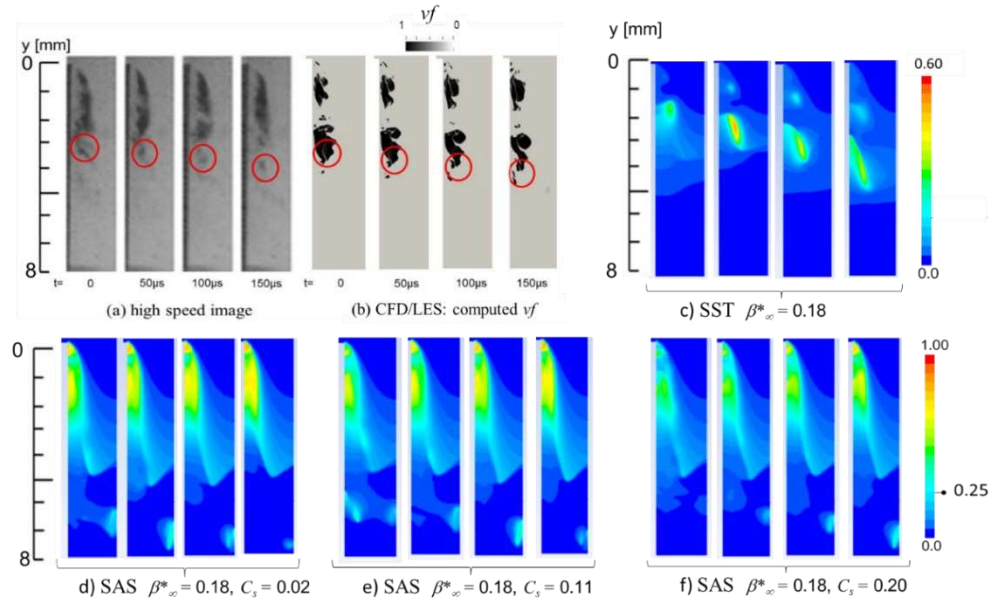 vf
1 0
y [mm]
0
8
t= 0 50μs 100μs 150μs
(a) high speed image
t= 0 50μs 100μs 150μs
(b) CFD/LES: computed vf
y [mm]
0
8
0.60
0.0
c) SST β*∞ = 0.18
0
8
d) SAS β*∞ = 0.18, Cs = 0.02
e) SAS β*∞ = 0.18, Cs = 0.11
1.00
0.25
0.0
f) SAS β*∞ = 0.18, Cs = 0.20